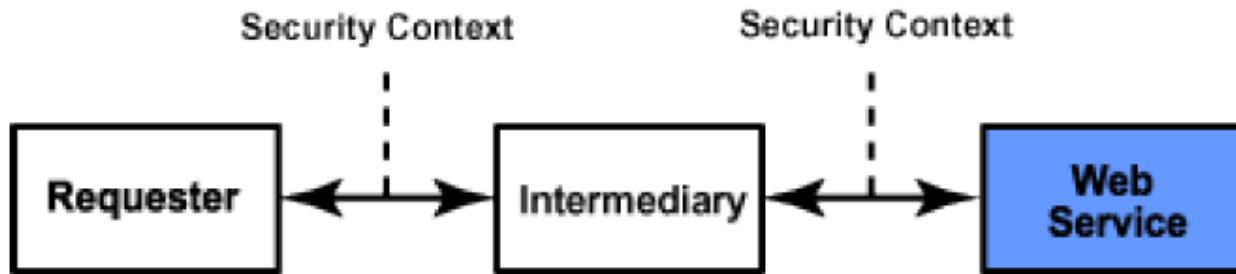 Security Context
Security Context
Requester
Intermediary
Web
Service